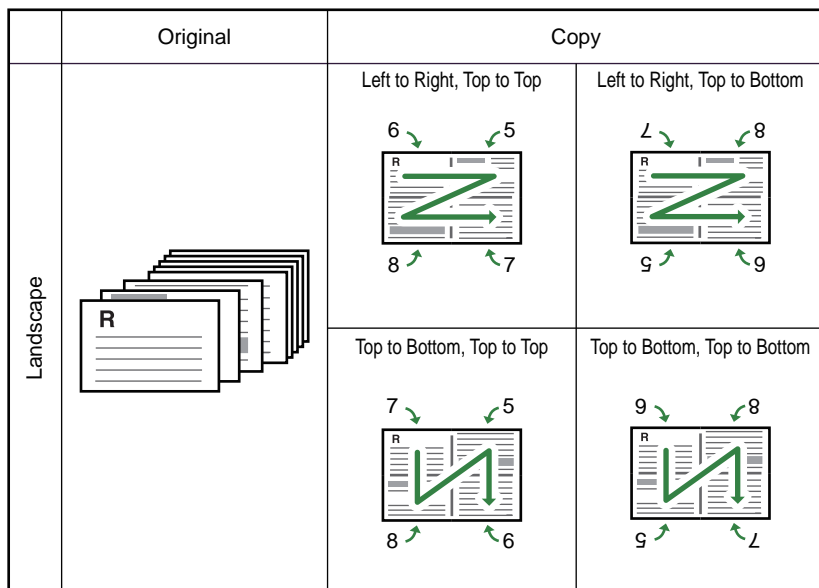 Original
Copy
Landscape
R
Left to Right, Top to Top
6 5
R
8 7
Left to Right, Top to Bottom
7 8
R
5 6
Top to Bottom, Top to Top
7 5
R
8 6
Top to Bottom, Top to Bottom
6 8
R
5 7